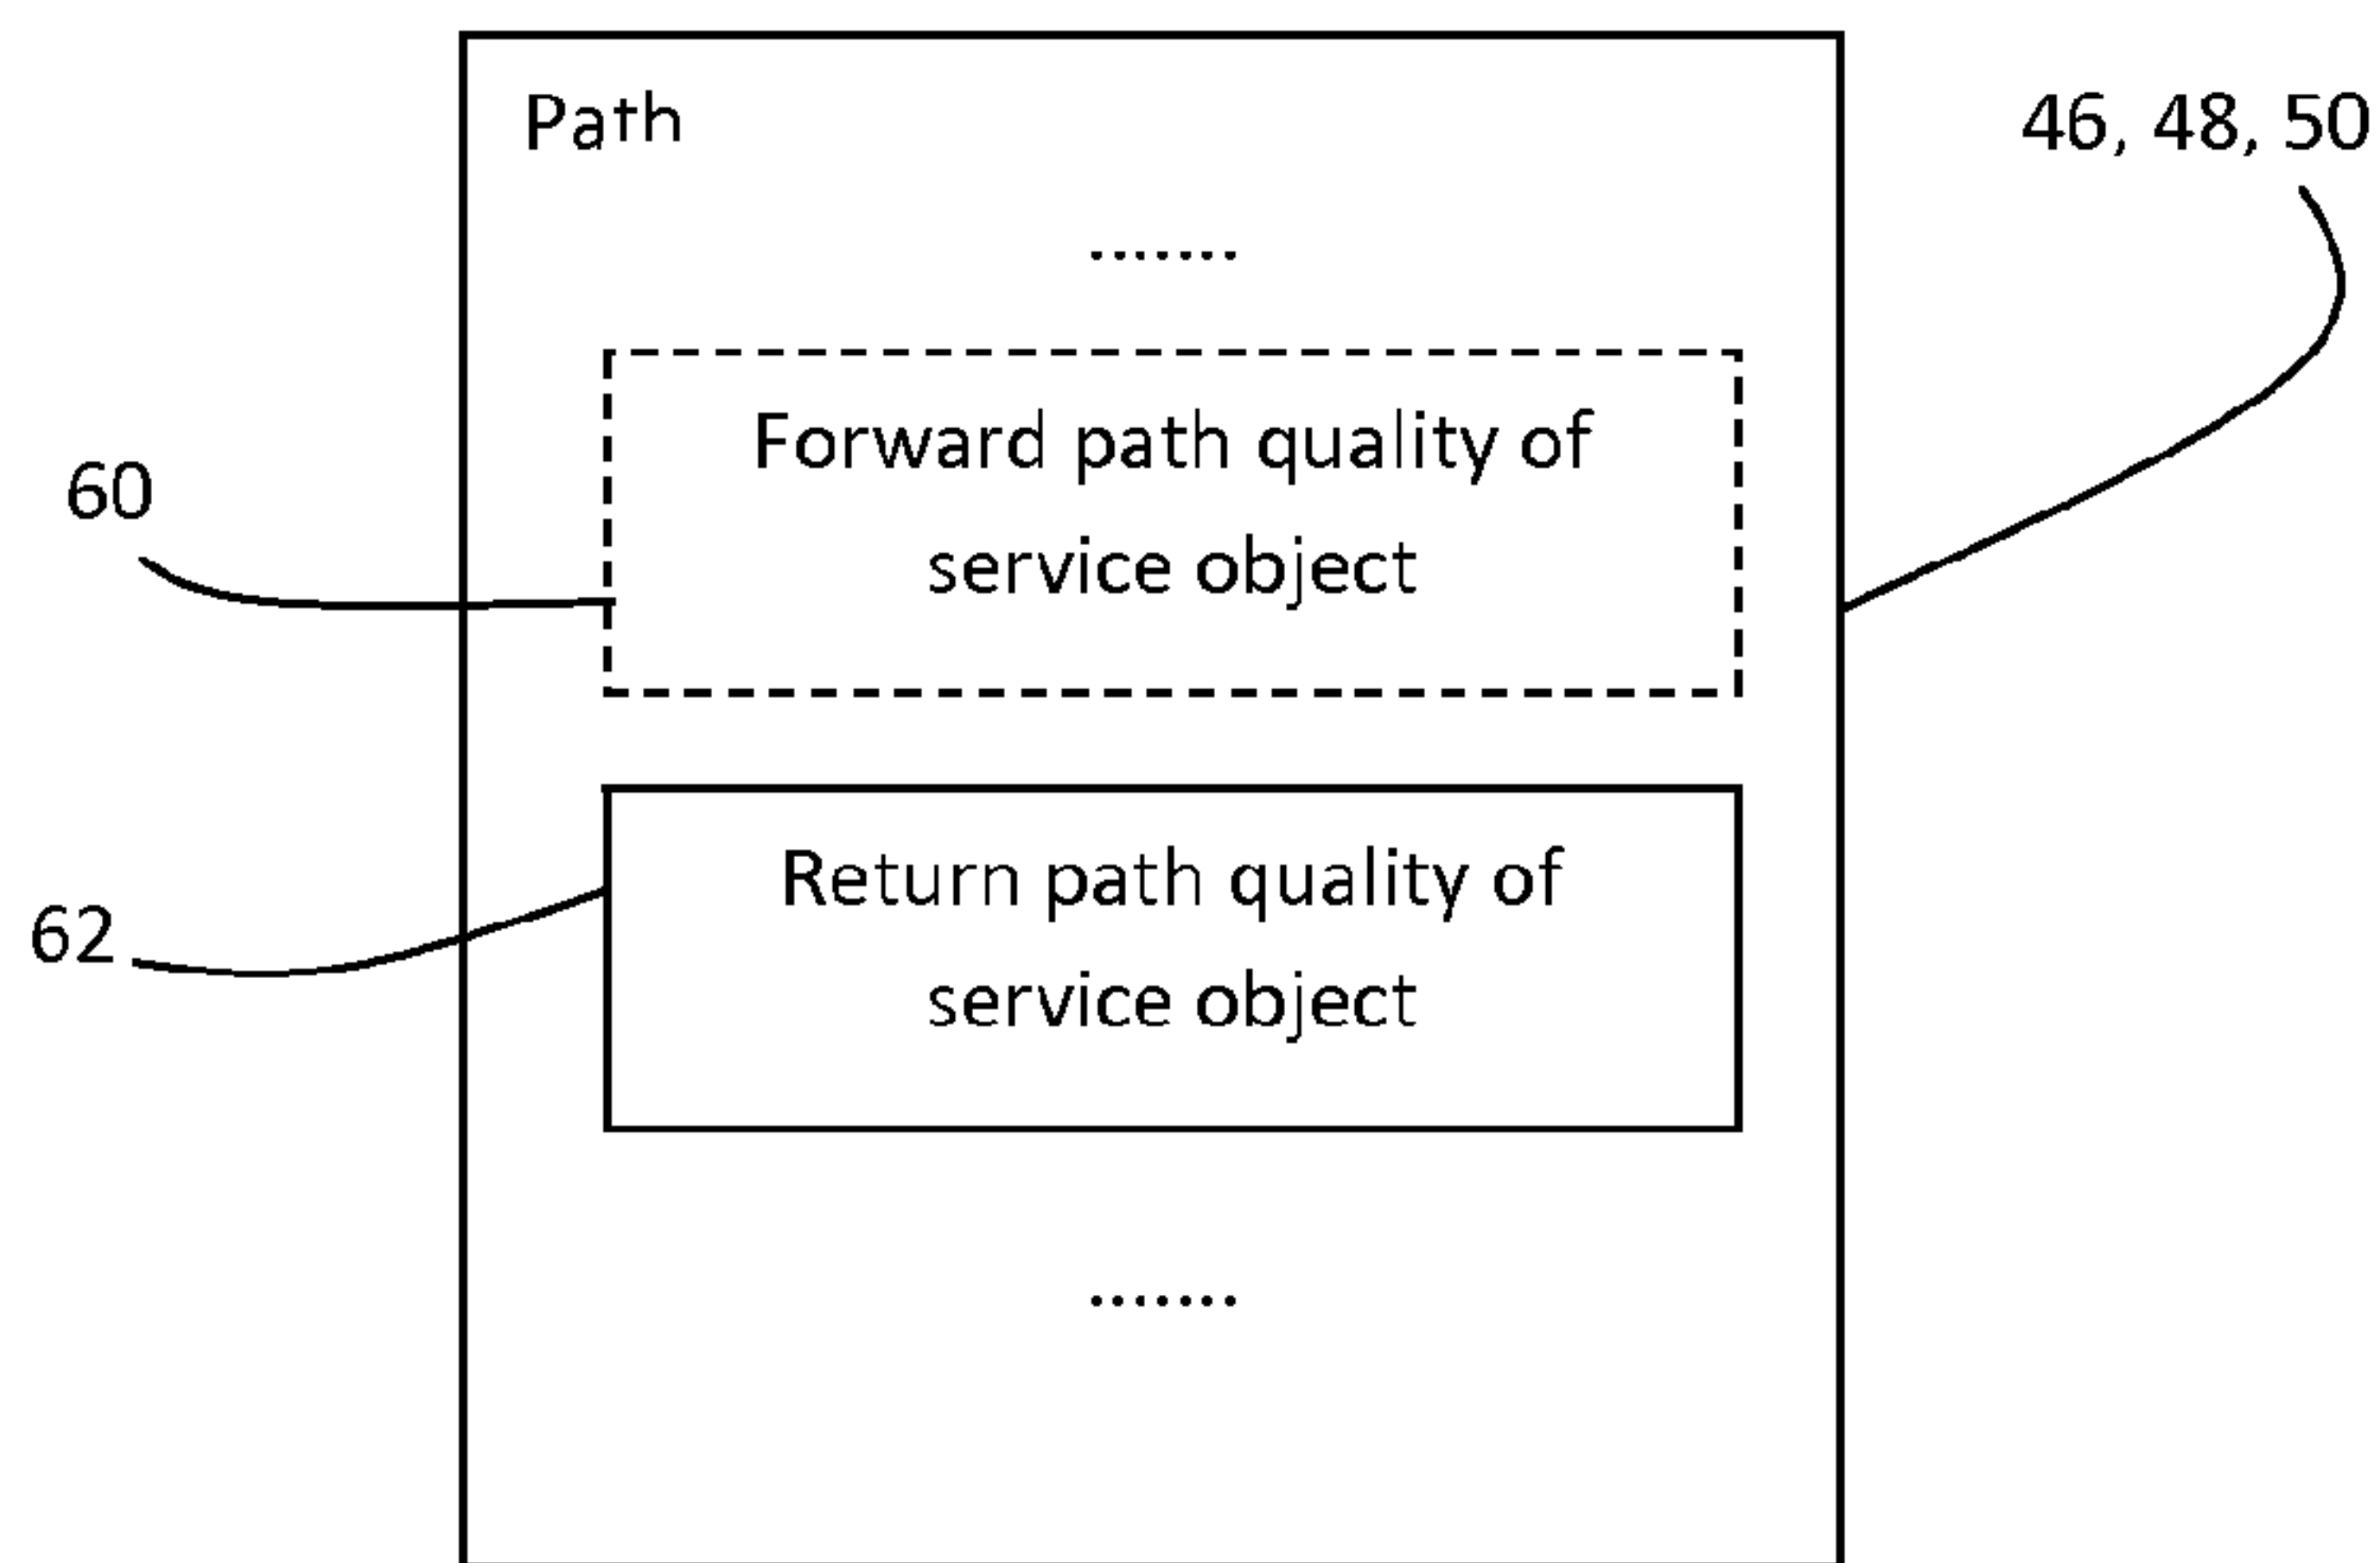 Path
46, 48, 50
.......
Forward path quality of
service object
60
Return path quality of
service object
62
.......